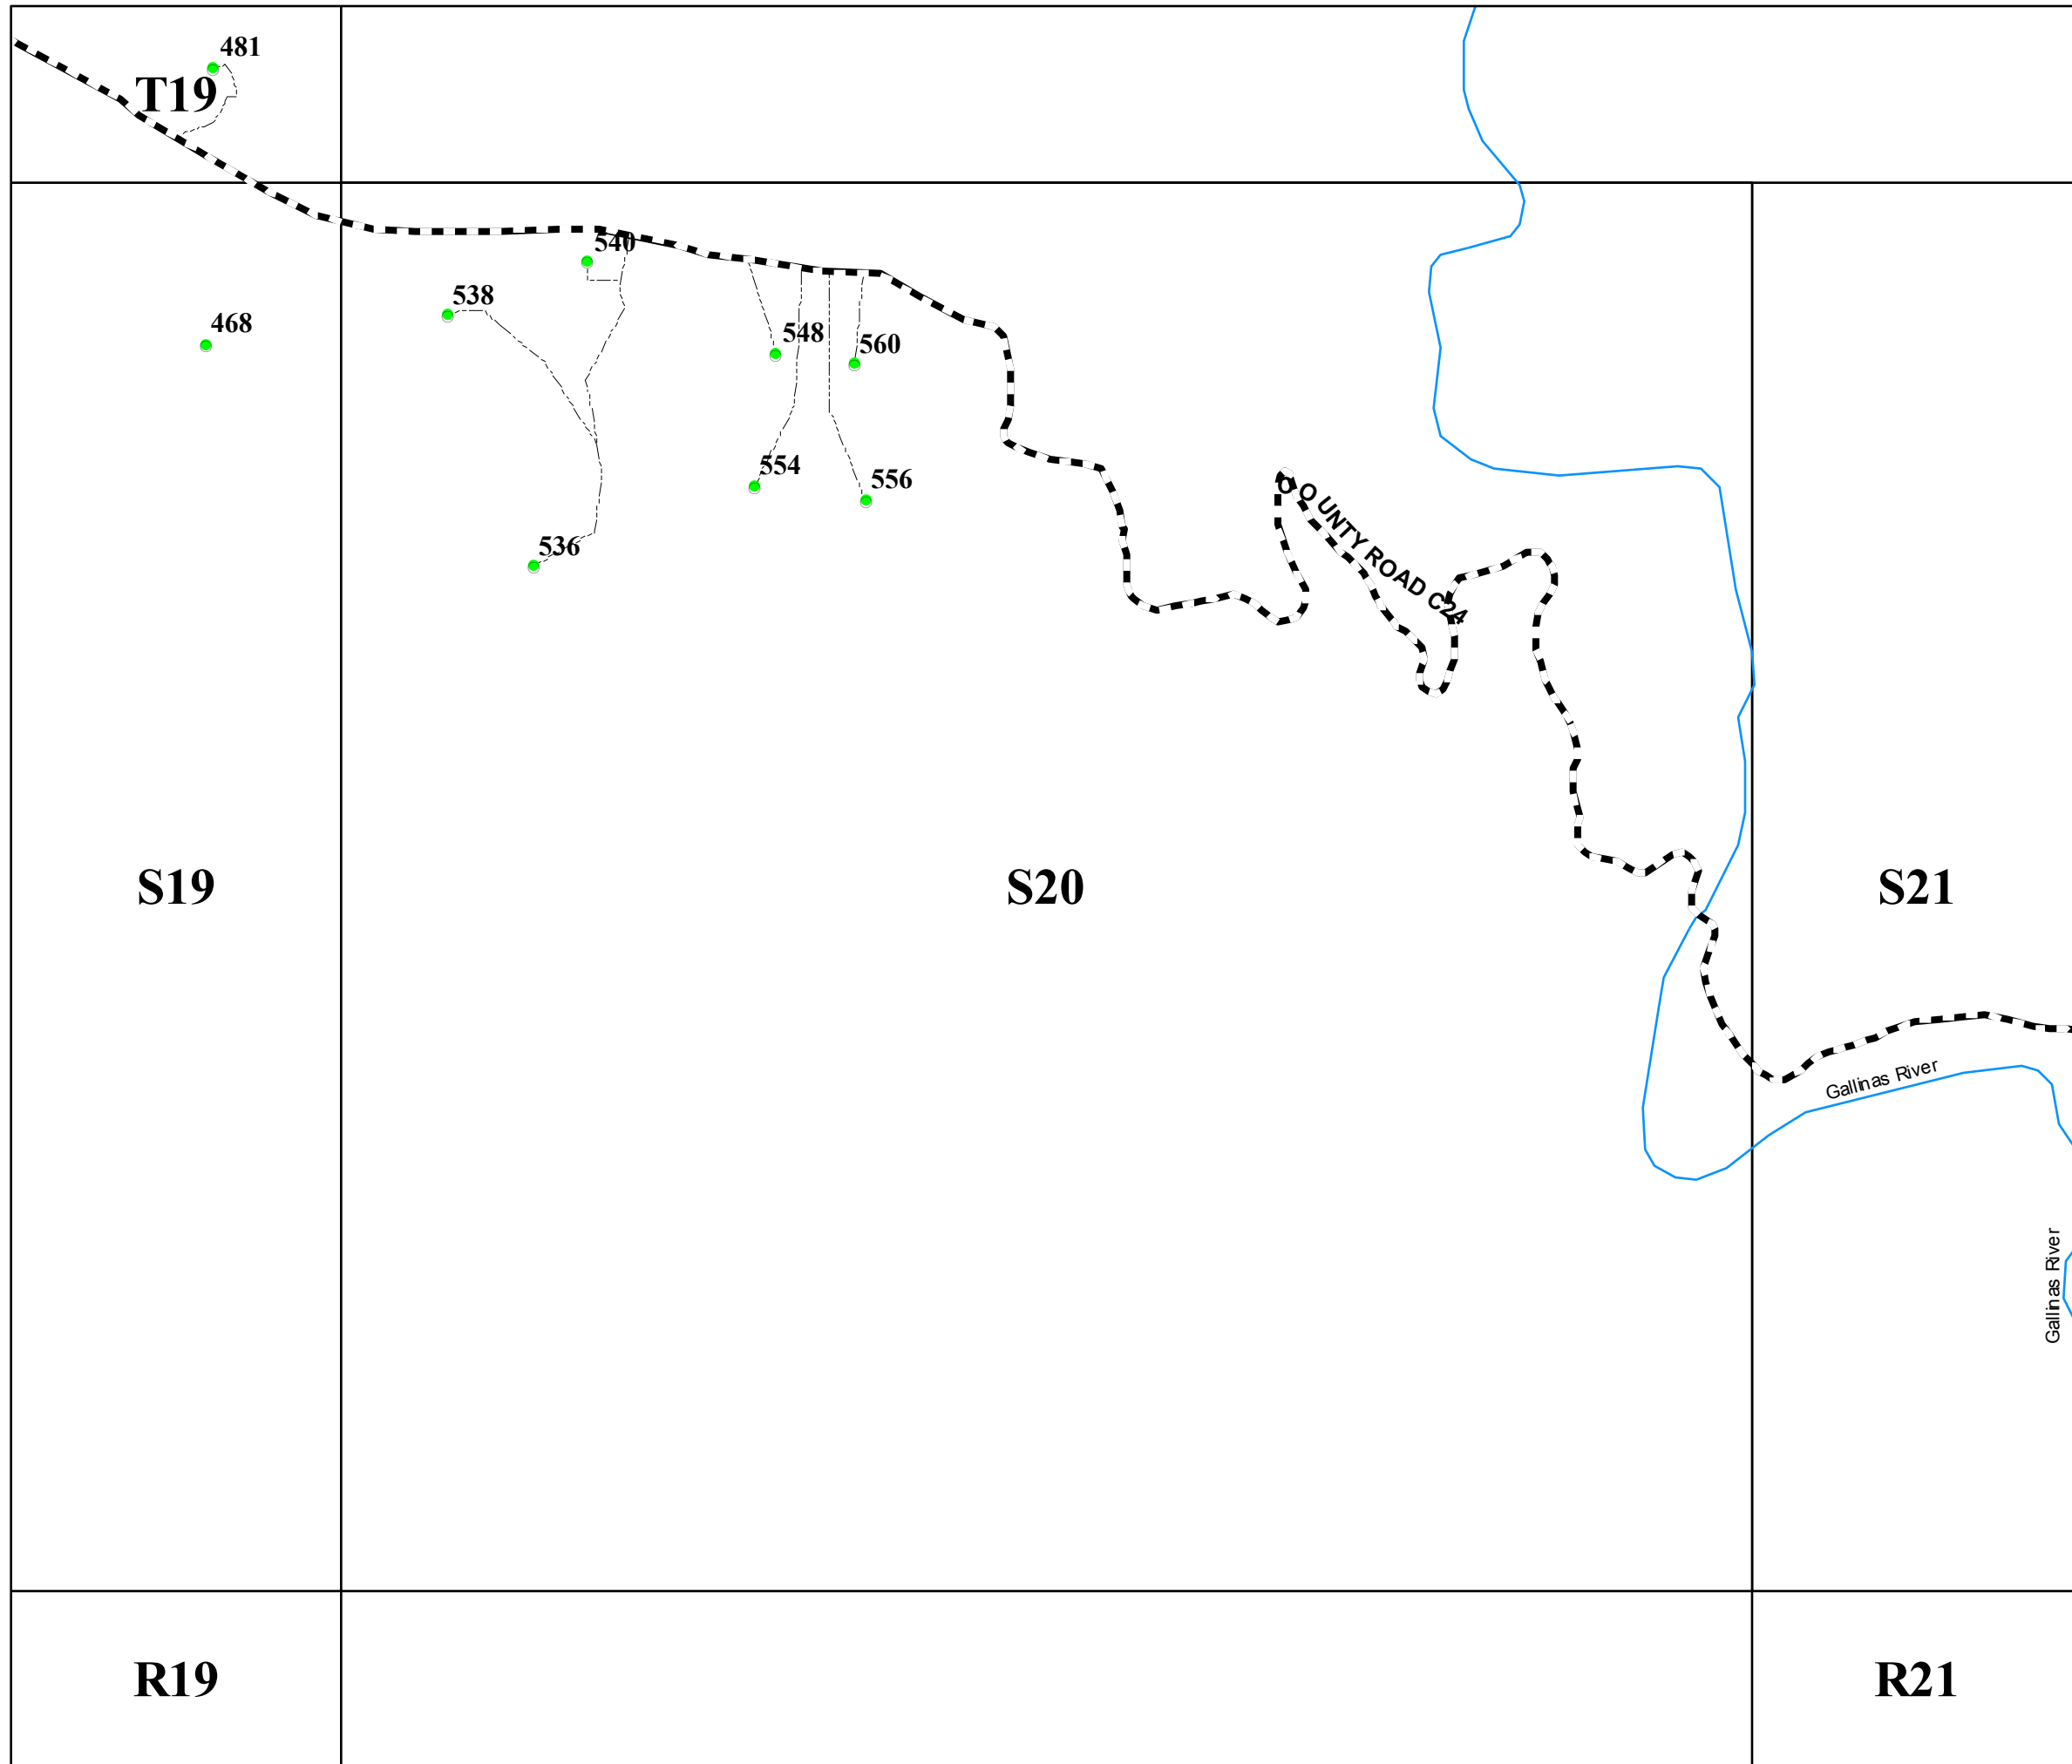 481
T19
540
538
468
548
560
554
556
536
COUNTY ROAD C24
S19
S20
S21
Gallinas River
Gallinas River
R19
R21